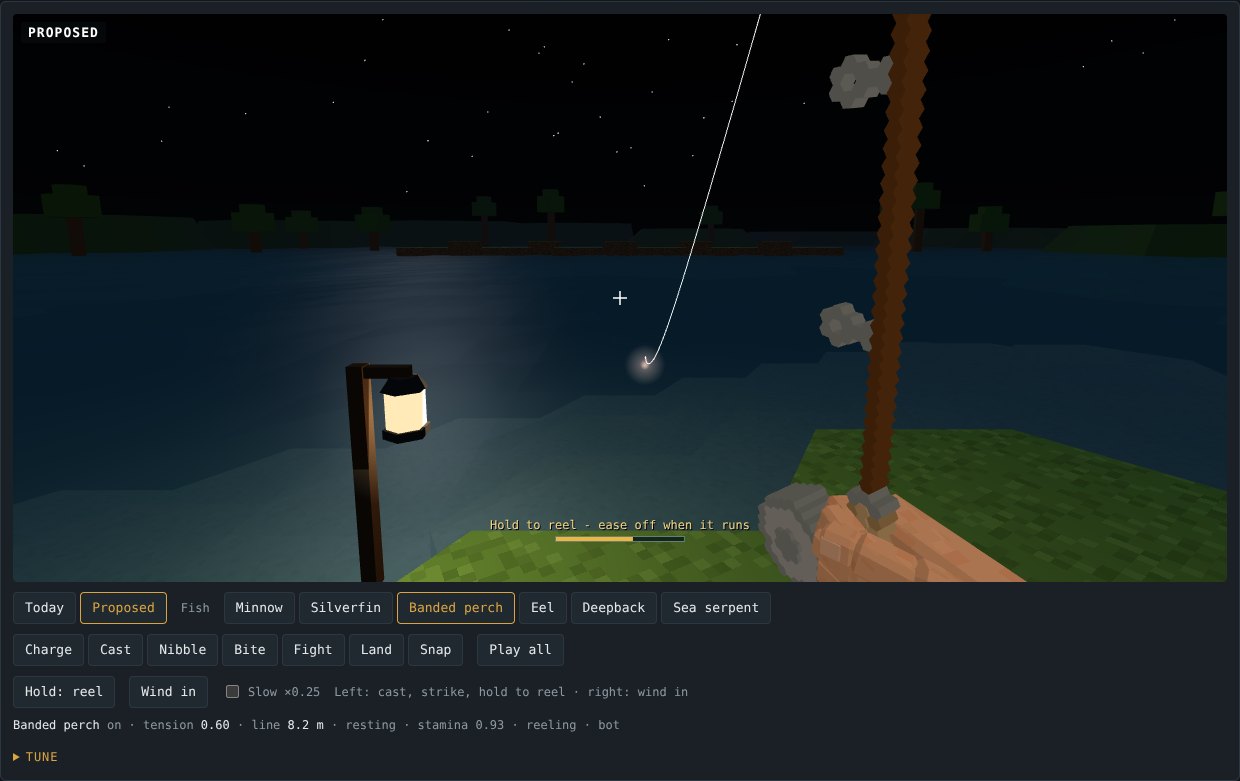 PROPOSED
Hold to reel - ease off when it runs
Today Proposed Fish Minnow Silverfin Banded perch Eel Deepback Sea serpent
Charge Cast Nibble Bite Fight Land Snap Play all
Hold: reel Wind in Slow ×0.25 Left: cast, strike, hold to reel · right: wind in
Banded perch on · tension 0.60 · line 8.2 m · resting · stamina 0.93 · reeling · bot
TUNE